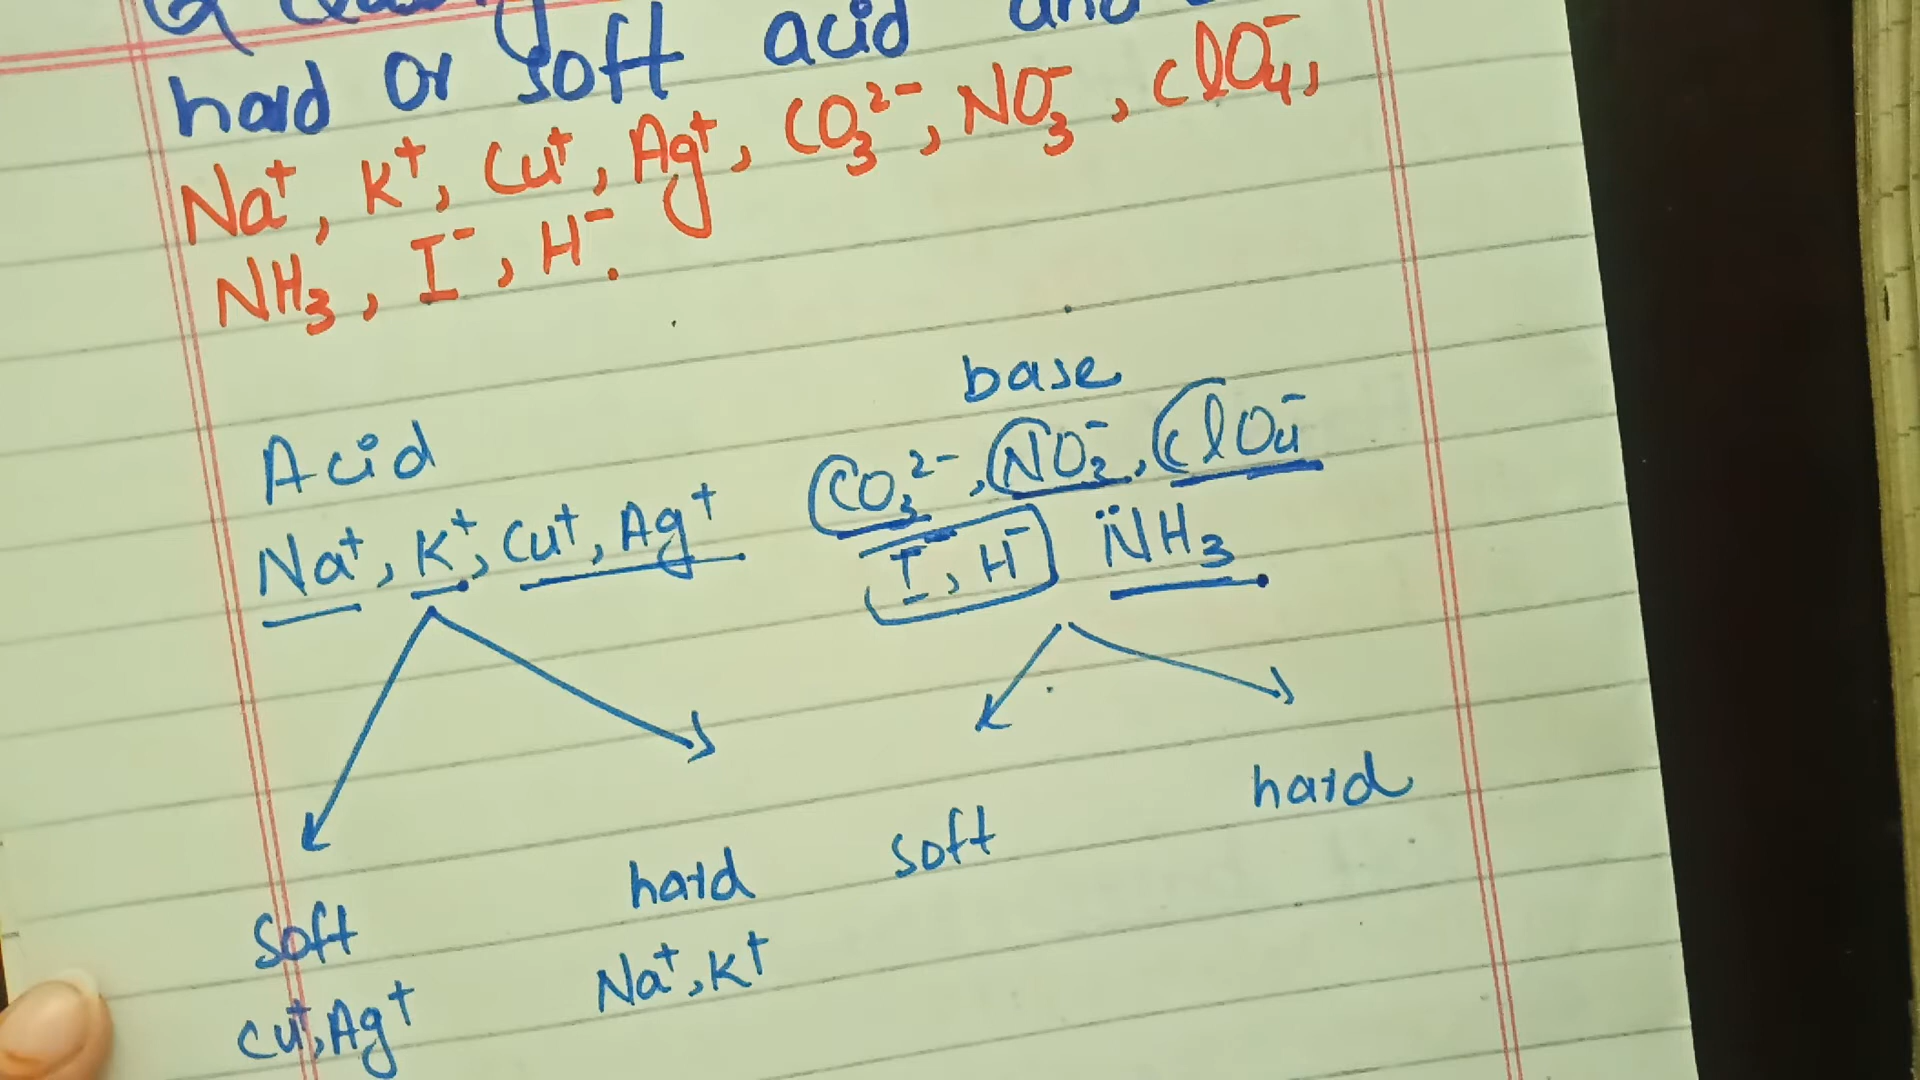 hard or soft acid and
Na⁺, K⁺, Cu⁺, Ag⁺, CO₃²⁻, NO₃⁻, ClO₄⁻,
NH₃, I⁻, H⁻.
Acid
base
Na⁺, K⁺, Cu⁺, Ag⁺
CO₃²⁻, NO₃⁻, ClO₄⁻
I⁻, H⁻ N̈H₃
soft
hard
soft
hard
Cu⁺, Ag⁺
Na⁺, K⁺